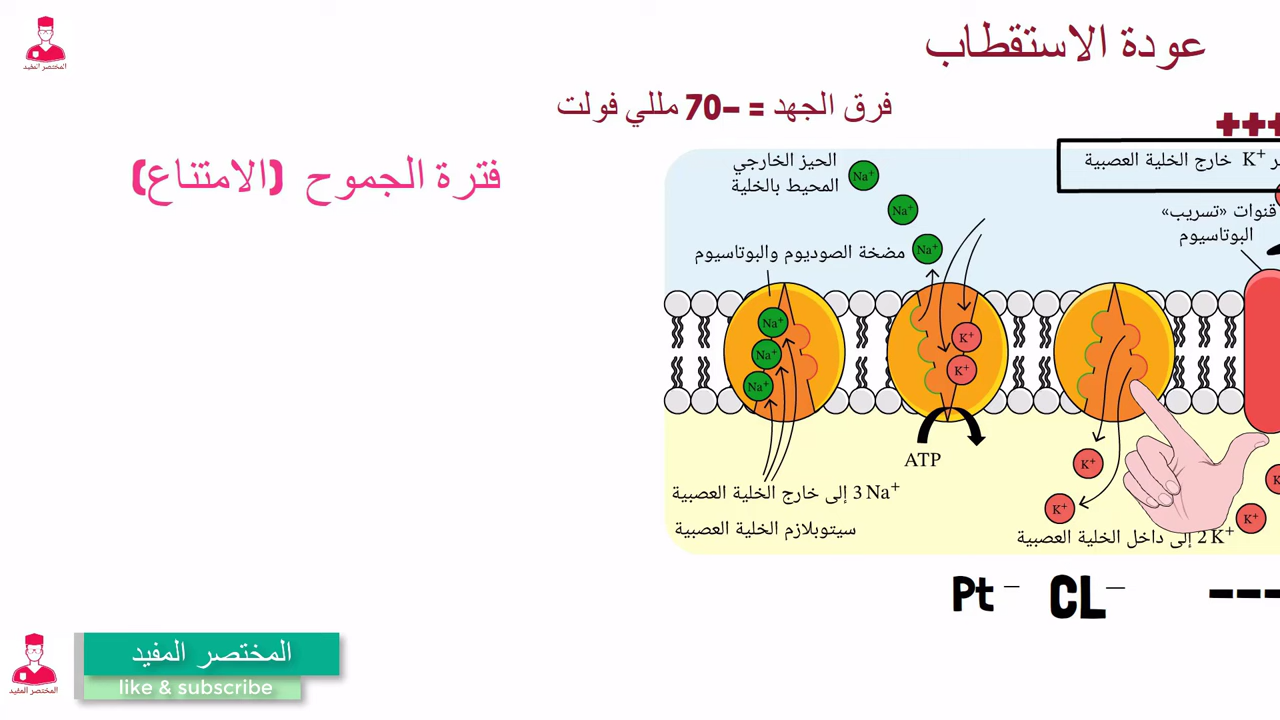 المختصر المفيد
عودة الاستقطاب
فرق الجهد = -70 مللي فولت
فترة الجموح (الامتناع)
+++
K+ خارج الخلية العصبية
الحيز الخارجي
المحيط بالخلية
Na+
Na+
Na+
قنوات «تسريب»
البوتاسيوم
مضخة الصوديوم والبوتاسيوم
Na+
Na+
Na+
K+
K+
ATP
K+
K+
K+
3 Na+ إلى خارج الخلية العصبية
سيتوبلازم الخلية العصبية
2 K+ إلى داخل الخلية العصبية
Pt − CL − ---
المختصر المفيد
like & subscribe
المختصر المفيد